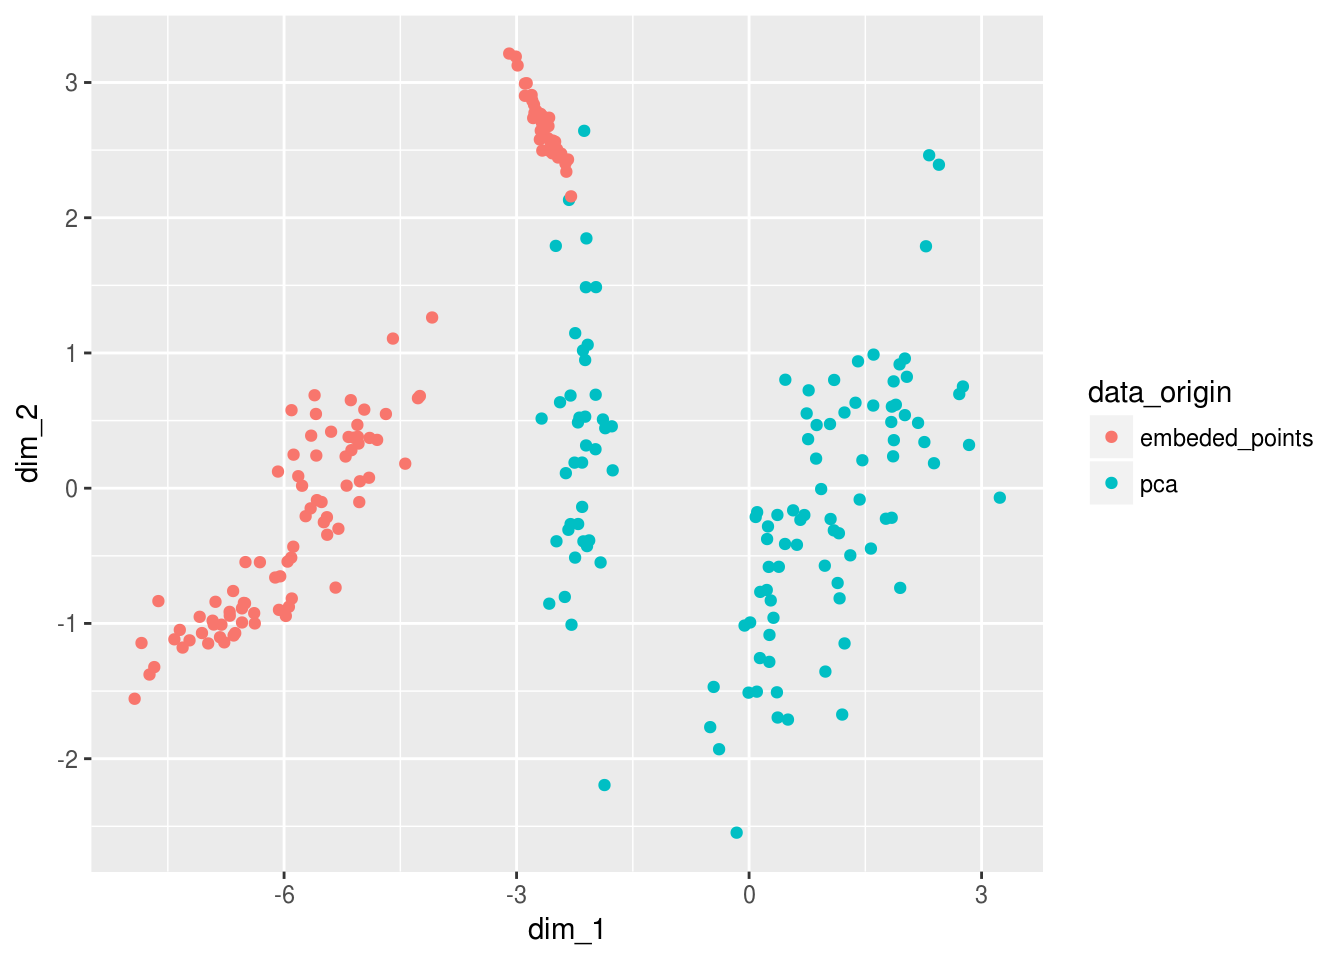 3
2
1
0
-1
-2
dim_2
-6
-3
0
3
dim_1
data_origin
embeded_points
pca